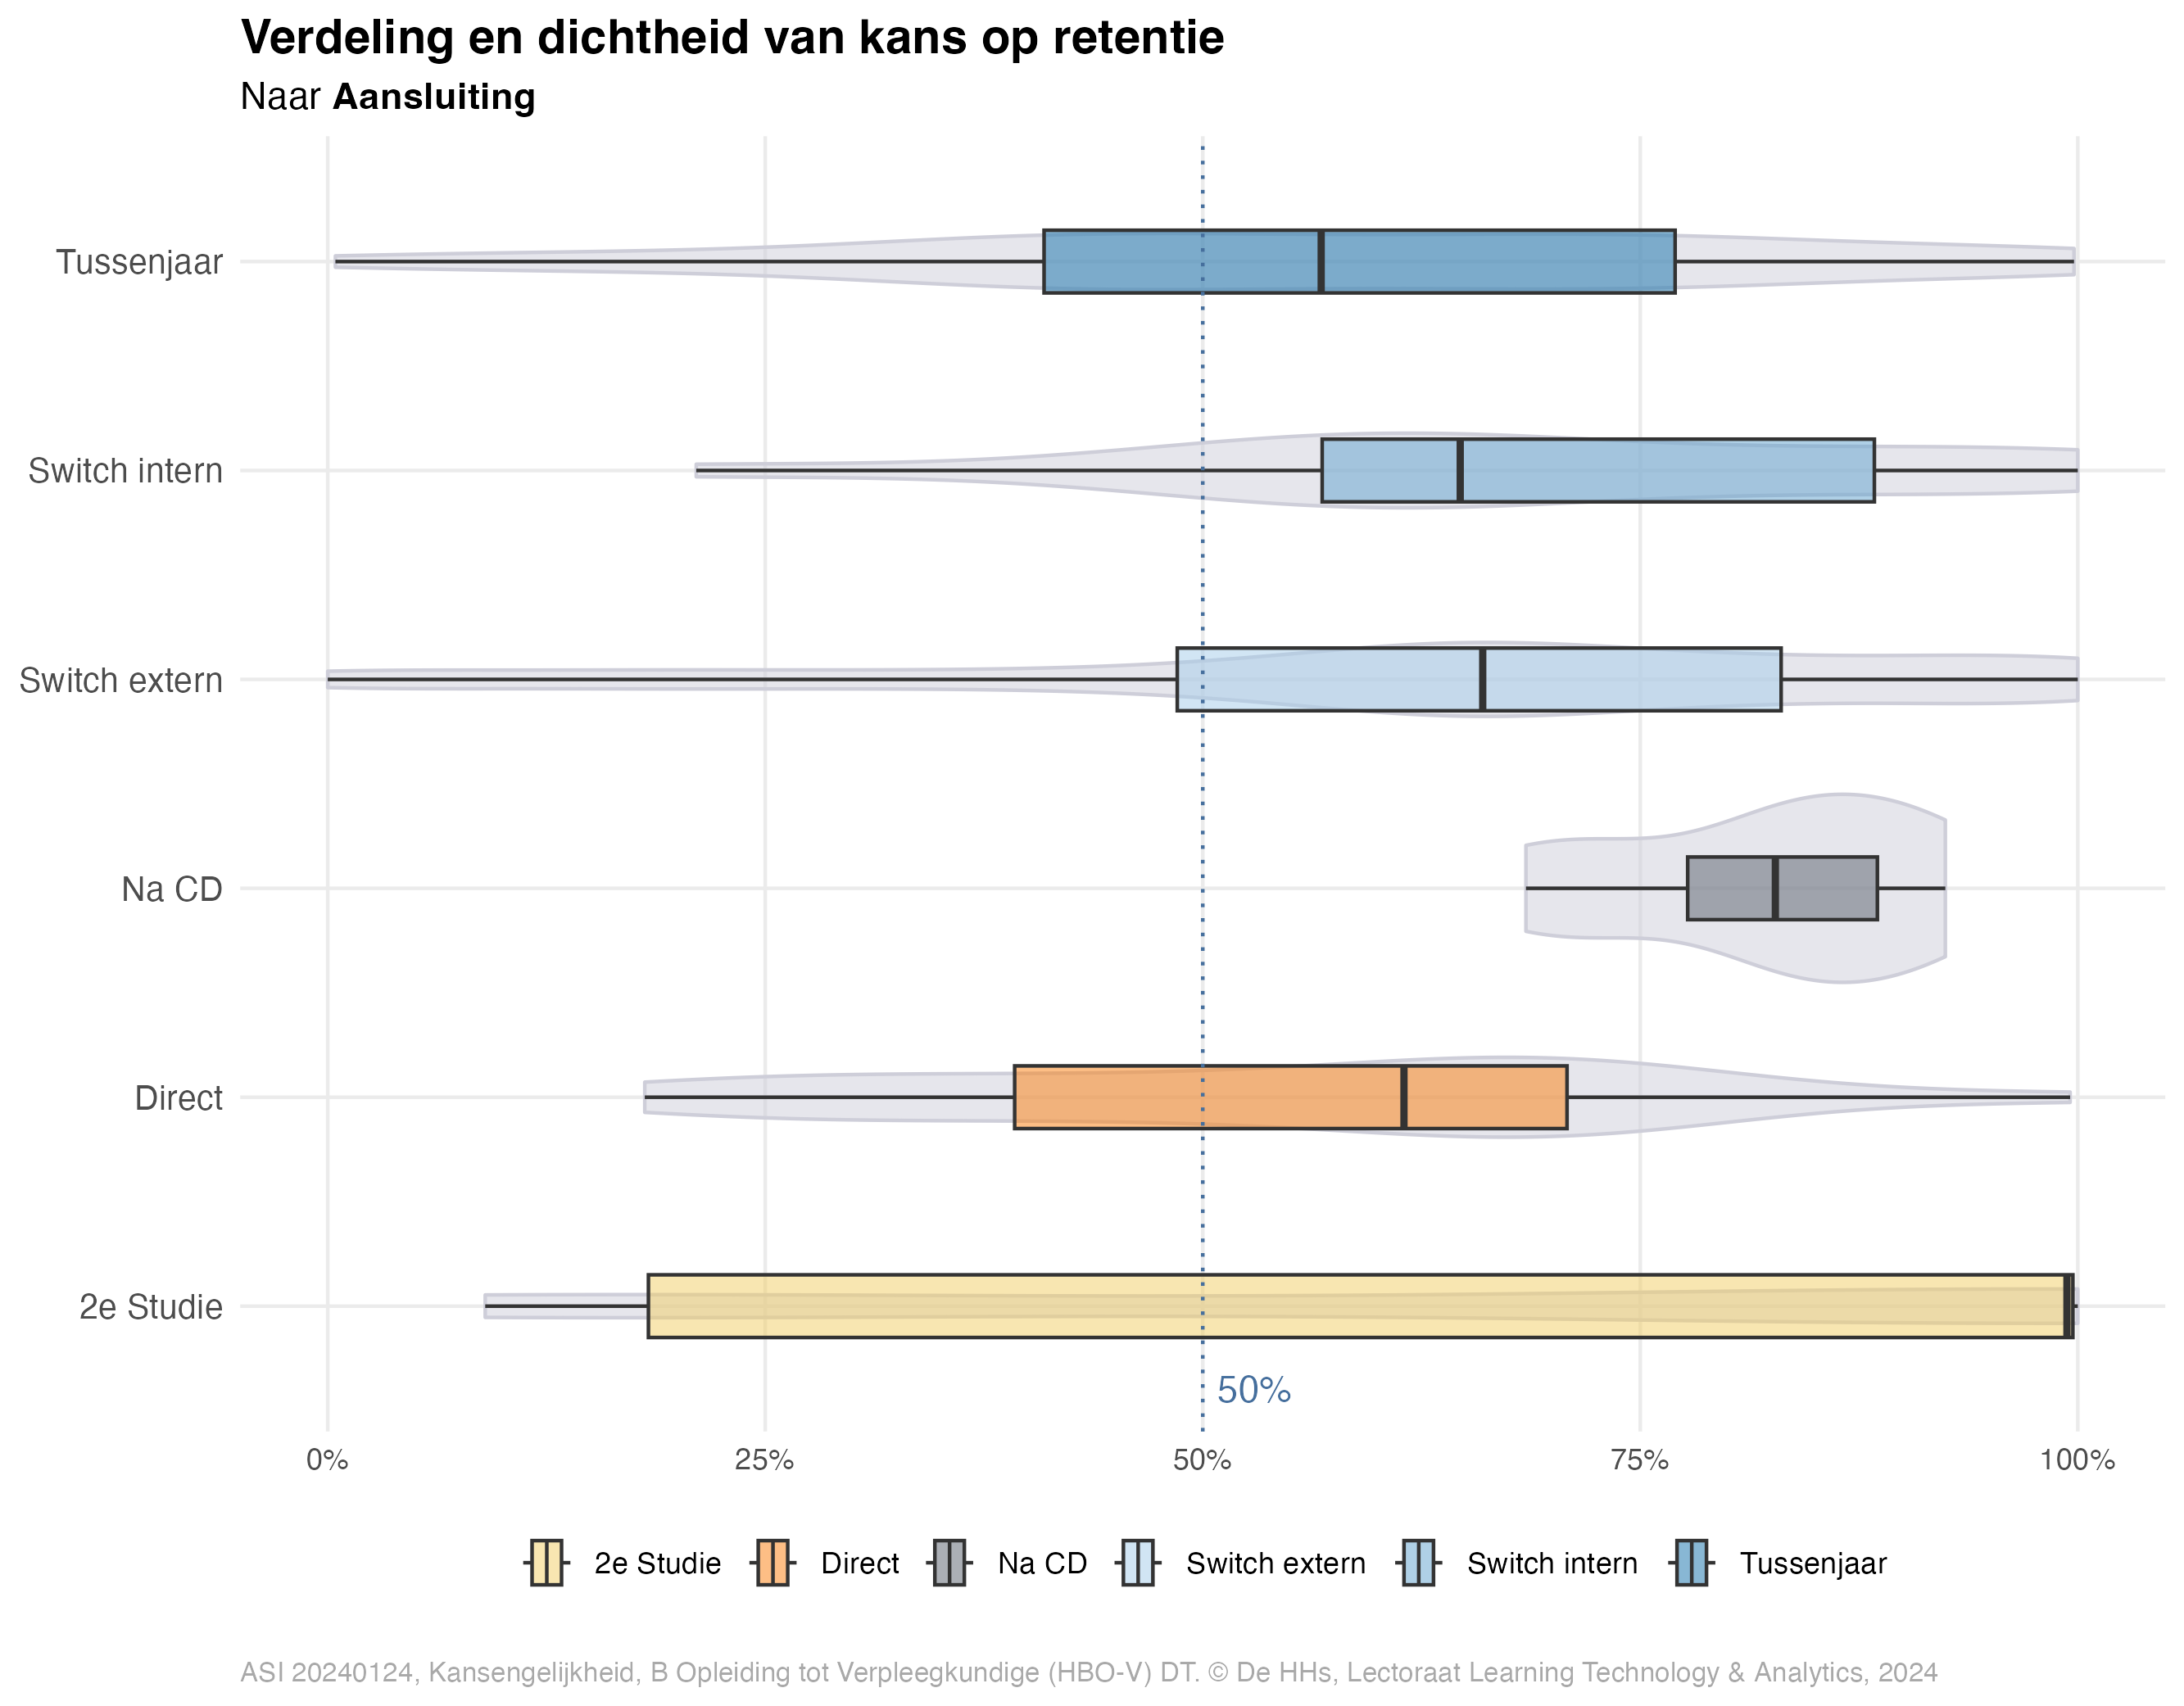 Verdeling en dichtheid van kans op retentie
Naar Aansluiting
Tussenjaar
Switch intern
Switch extern
Na CD
Direct
2e Studie
50%
0% 25% 50% 75% 100%
2e Studie Direct Na CD Switch extern Switch intern Tussenjaar
ASI 20240124, Kansengelijkheid, B Opleiding tot Verpleegkundige (HBO-V) DT. © De HHs, Lectoraat Learning Technology & Analytics, 2024